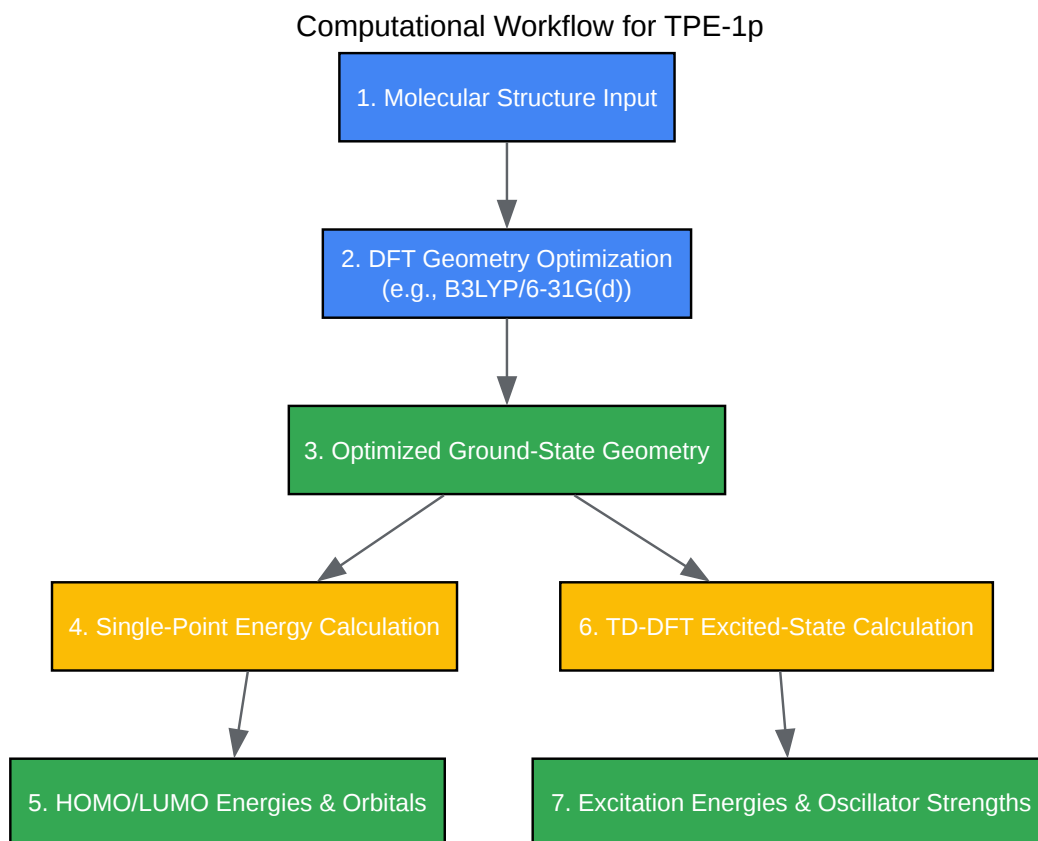 Computational Workflow for TPE-1p
1. Molecular Structure Input
2. DFT Geometry Optimization
(e.g., B3LYP/6-31G(d))
3. Optimized Ground-State Geometry
4. Single-Point Energy Calculation
6. TD-DFT Excited-State Calculation
5. HOMO/LUMO Energies & Orbitals
7. Excitation Energies & Oscillator Strengths